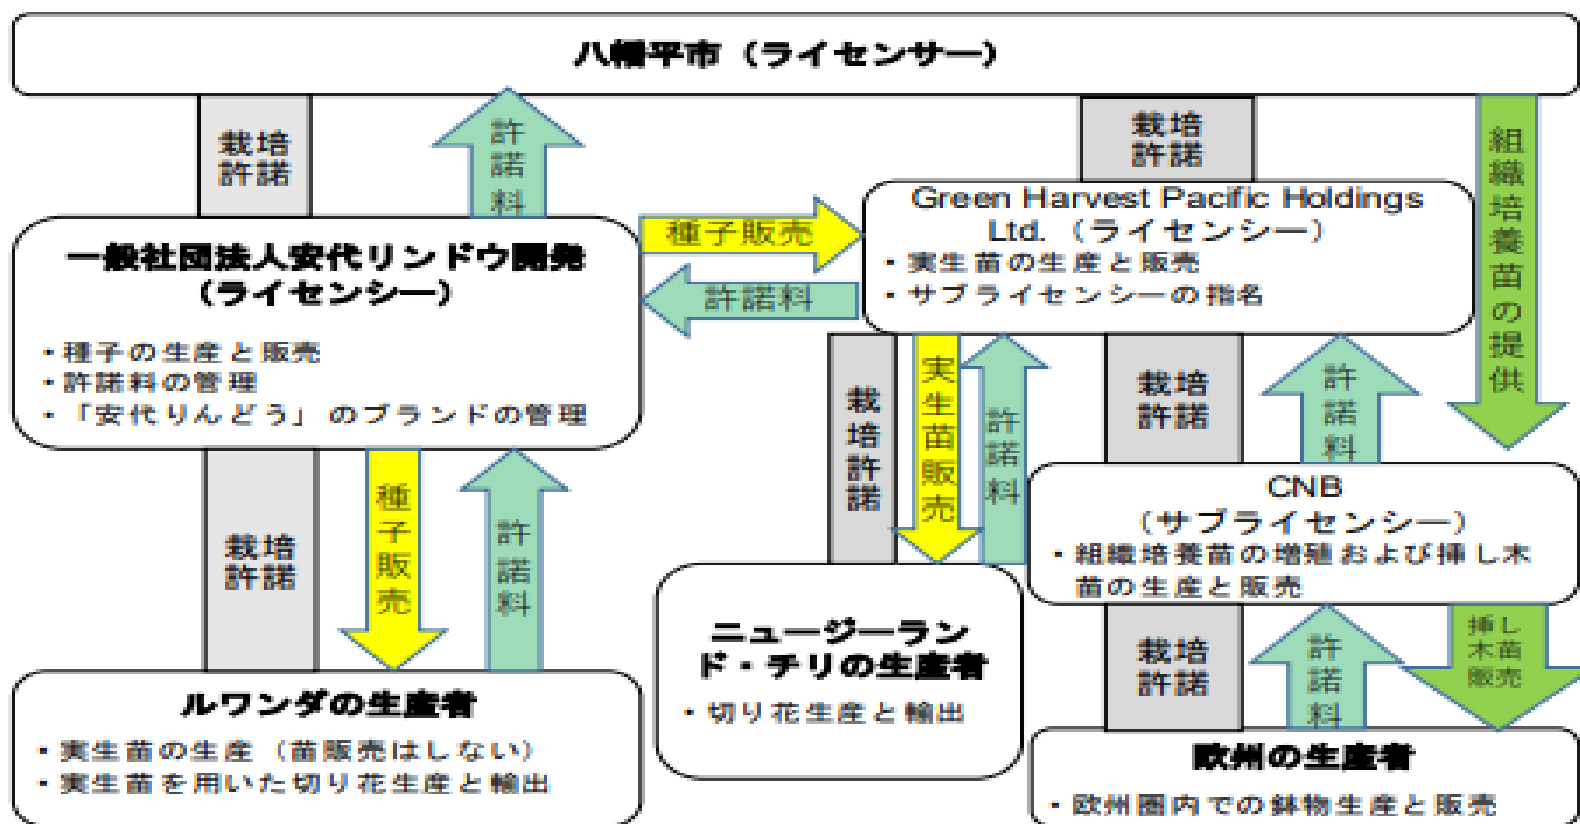 八幡平市（ライセンサー）
栽培
許諾
許諾料
栽培
許諾
組織培養苗の提供
一般社団法人安代リンドウ開発
（ライセンシー）
・種子の生産と販売
・許諾料の管理
・「安代りんどう」のブランドの管理
種子販売
許諾料
Green Harvest Pacific Holdings
Ltd.（ライセンシー）
・実生苗の生産と販売
・サブライセンシーの指名
栽培許諾
実生苗販売
許諾料
栽培
許諾
許諾料
CNB
（サブライセンシー）
・組織培養苗の増殖および挿し木
苗の生産と販売
栽培
許諾
種子販売
許諾料
ニュージーラン
ド・チリの生産者
・切り花生産と輸出
栽培
許諾
許諾料
挿し
木苗
販売
ルワンダの生産者
・実生苗の生産（苗販売はしない）
・実生苗を用いた切り花生産と輸出
欧州の生産者
・欧州圏内での鉢物生産と販売